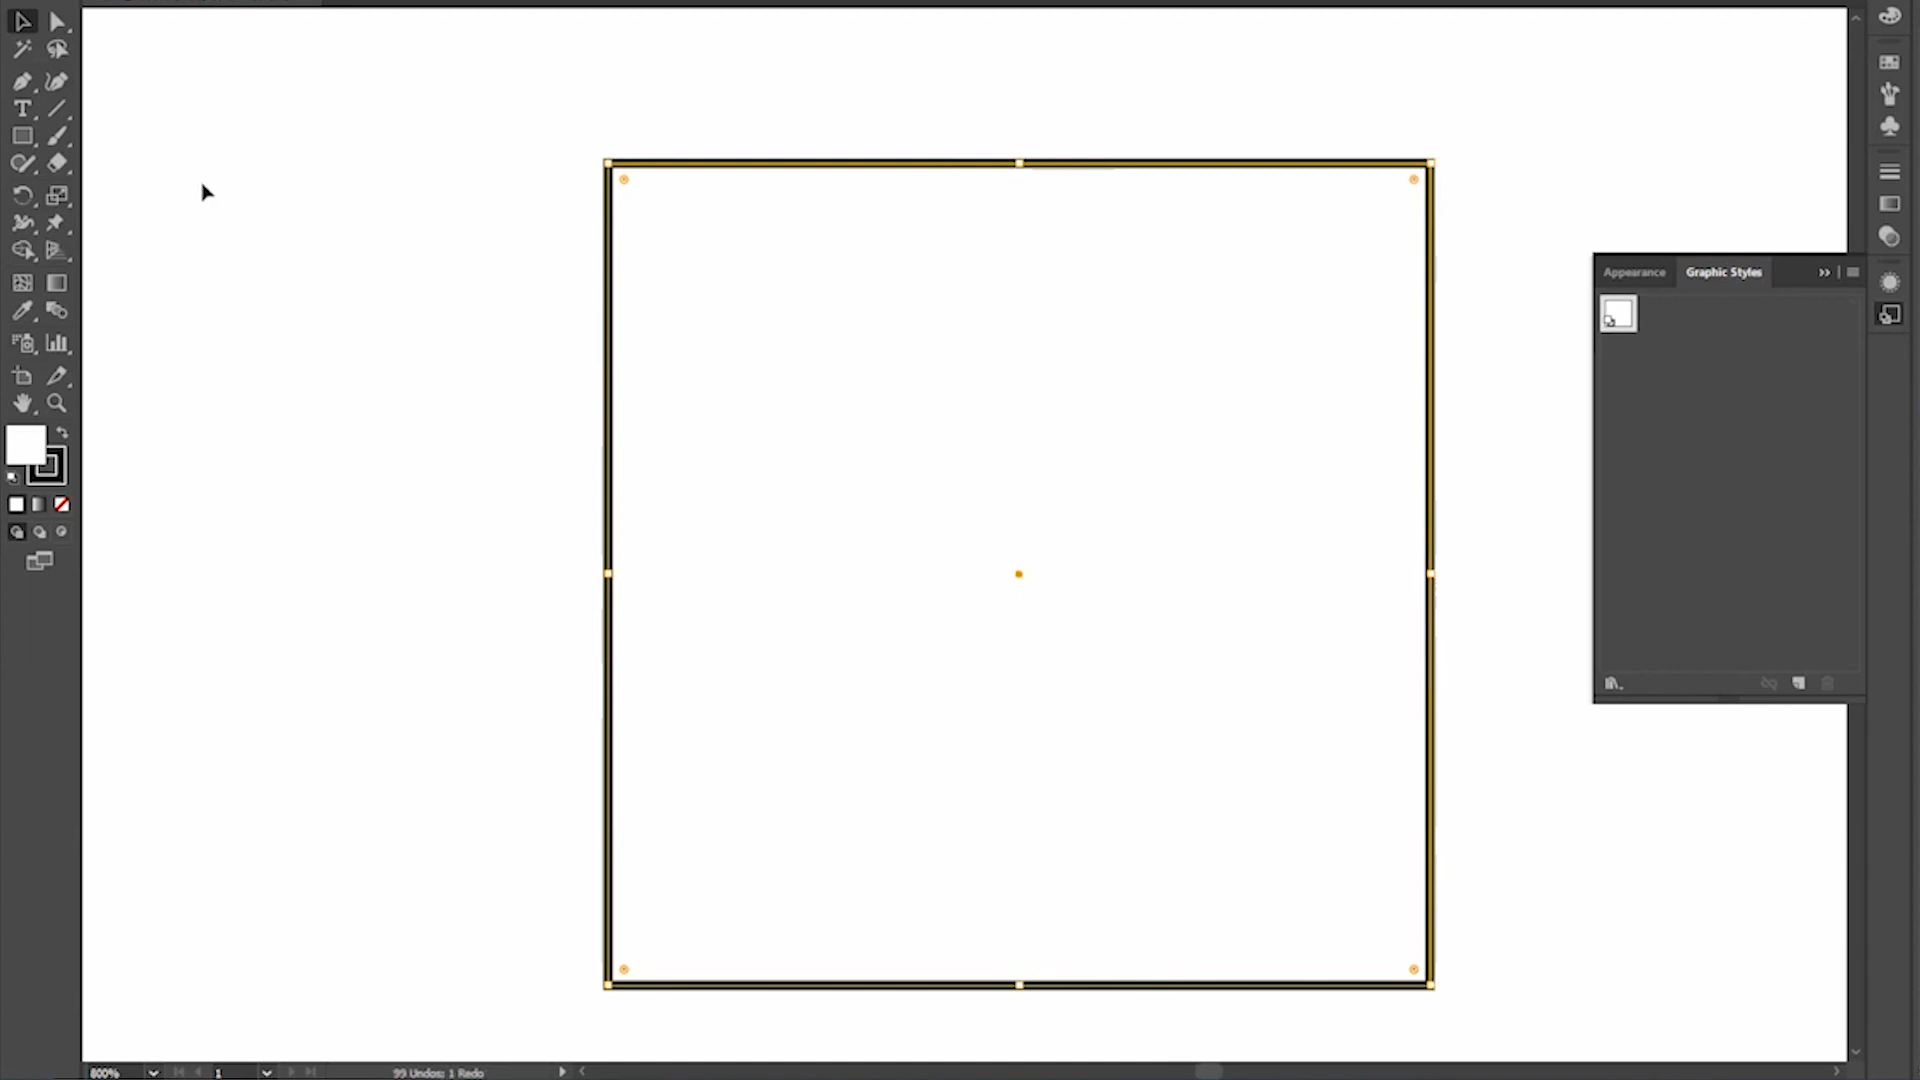 Appearance
Graphic Styles
800%
1
99 Undos: 1 Redo